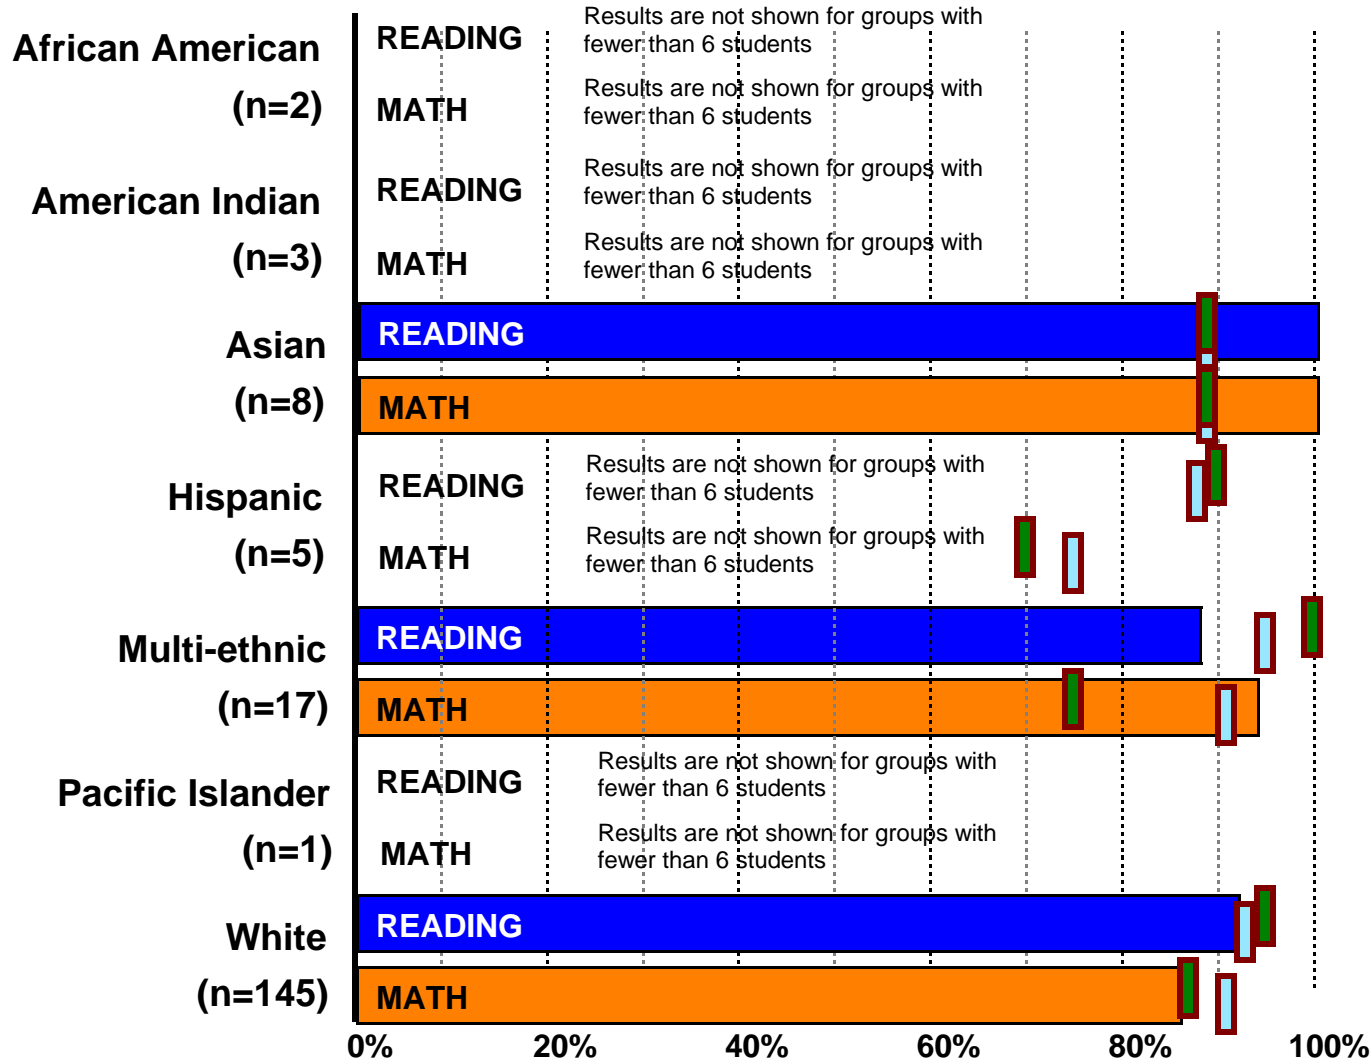 African American
(n=2)
READING
Results are not shown for groups with
fewer than 6 students
MATH
Results are not shown for groups with
fewer than 6 students
American Indian
(n=3)
READING
Results are not shown for groups with
fewer than 6 students
MATH
Results are not shown for groups with
fewer than 6 students
Asian
(n=8)
READING
MATH
Hispanic
(n=5)
READING
Results are not shown for groups with
fewer than 6 students
MATH
Results are not shown for groups with
fewer than 6 students
Multi-ethnic
(n=17)
READING
MATH
Pacific Islander
(n=1)
READING
Results are not shown for groups with
fewer than 6 students
MATH
Results are not shown for groups with
fewer than 6 students
White
(n=145)
READING
MATH
0% 20% 40% 60% 80% 100%